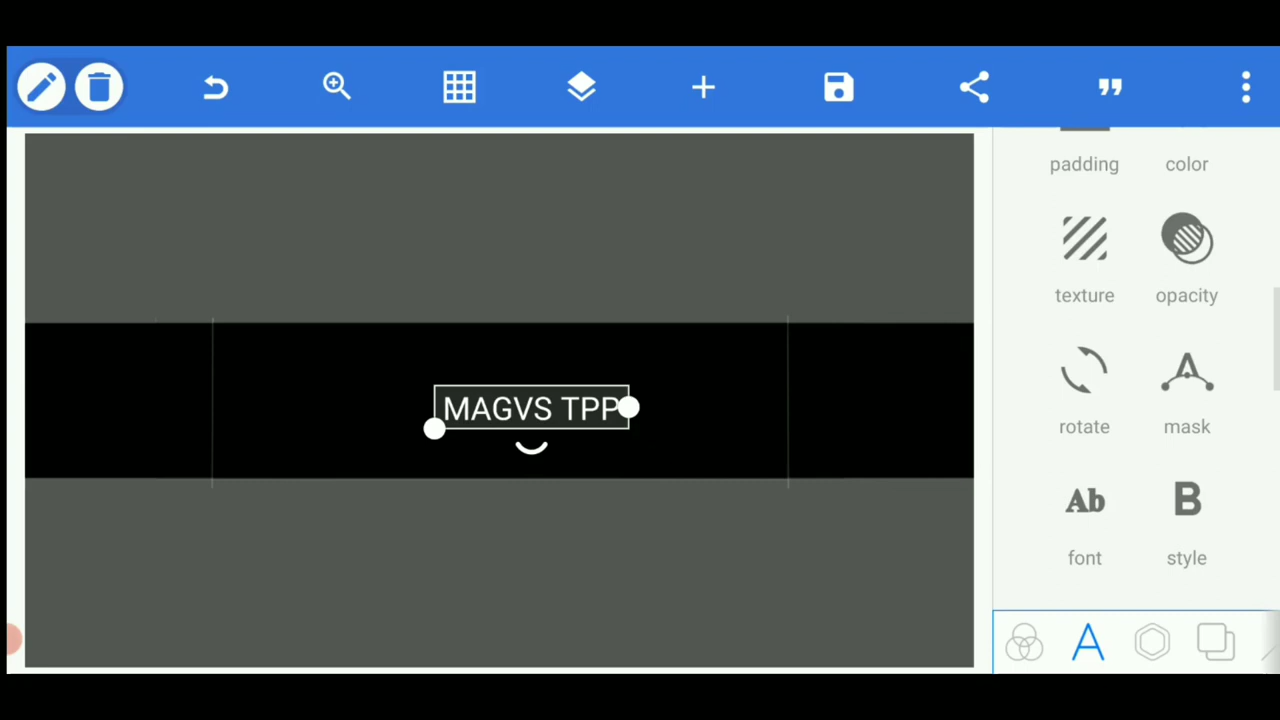 padding color
texture opacity
MAGVS TPP
rotate mask
Ab B
font style
A